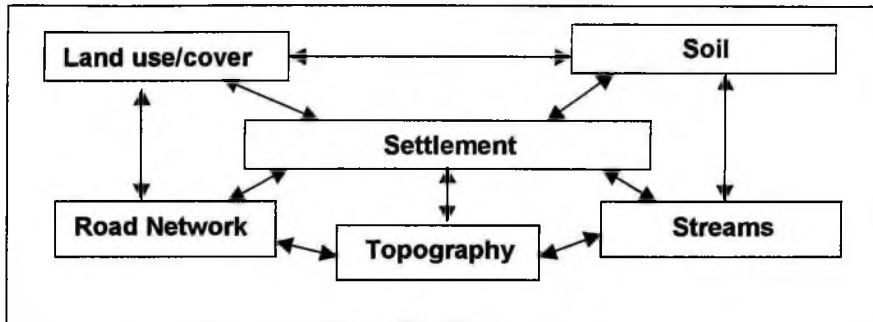 Land use/cover
Soil
Settlement
Road Network
Topography
Streams